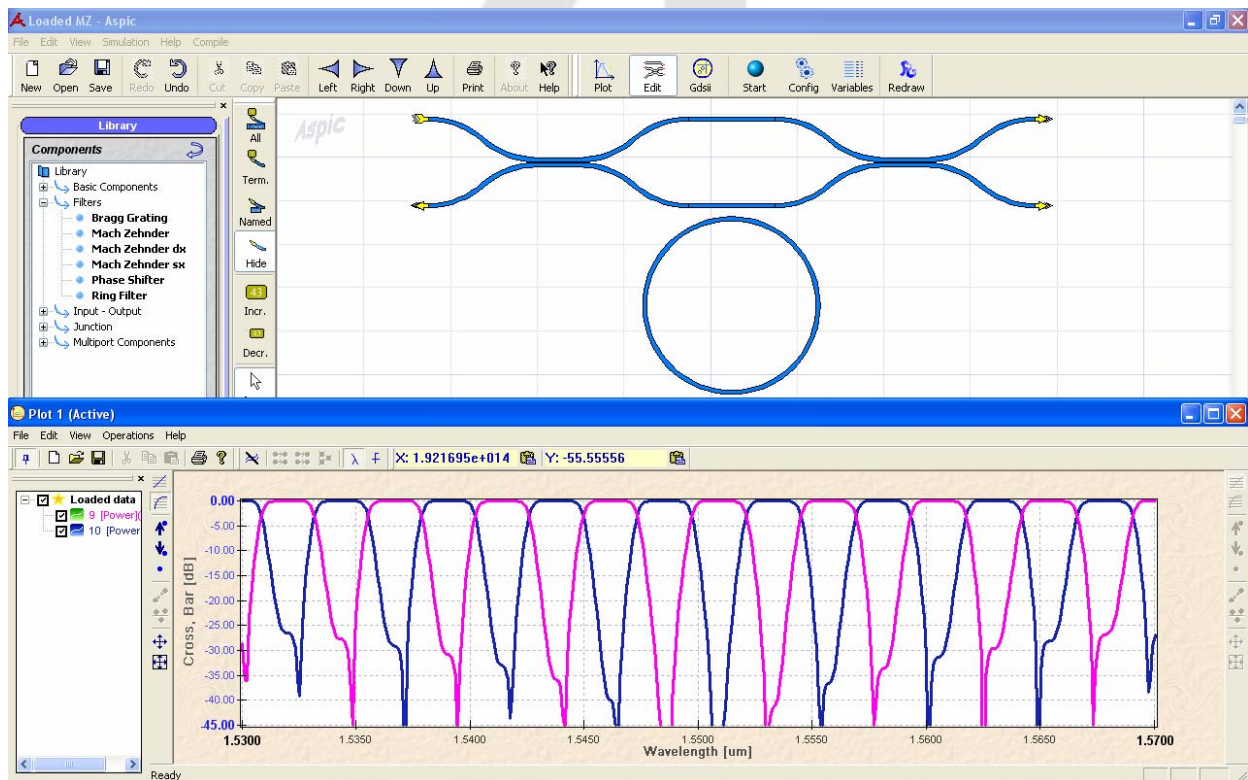 Loaded MZ - Aspic
File Edit View Simulation Help Compile
New Open Save Redo Undo Cut Copy Paste Left Right Down Up Print About Help Plot Edit Gdsii Start Config Variables Redraw
Library
Components
Library
Basic Components
Filters
Bragg Grating
Mach Zehnder
Mach Zehnder dx
Mach Zehnder sx
Phase Shifter
Ring Filter
Input - Output
Junction
Multiport Components
All
Term.
Named
Hide
43
Incr.
Decr.
Aspic
Plot 1 (Active)
File Edit View Operations Help
λ f X: 1.921695e+014 Y: -55.55556
Loaded data
9 [Power](
10 [Power
Cross, Bar [dB]
0.00
-5.00
-10.00
-15.00
-20.00
-25.00
-30.00
-35.00
-40.00
-45.00
1.5300 1.5350 1.5400 1.5450 1.5500 1.5550 1.5600 1.5650 1.5700
Wavelength [um]
Ready